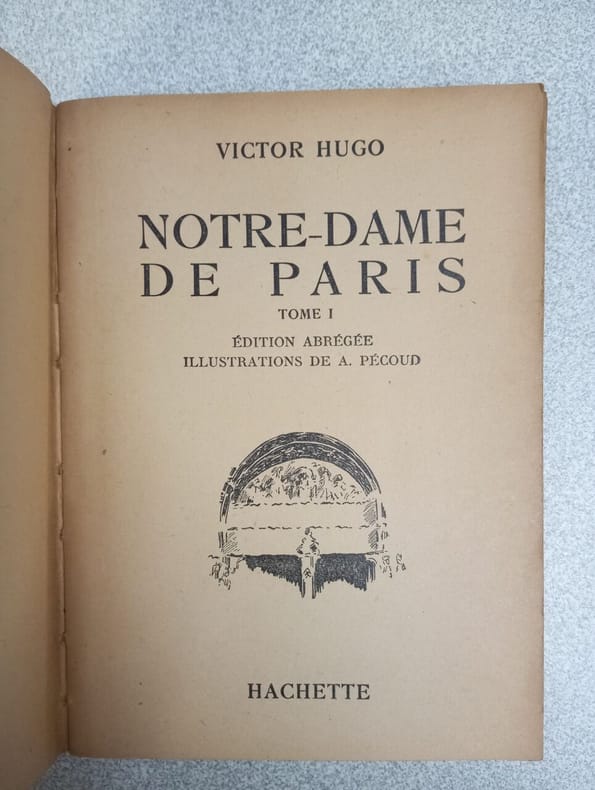 VICTOR HUGO
NOTRE-DAME
DE PARIS
TOME I
ÉDITION ABRÉGÉE
ILLUSTRATIONS DE A. PÉCOUD
HACHETTE